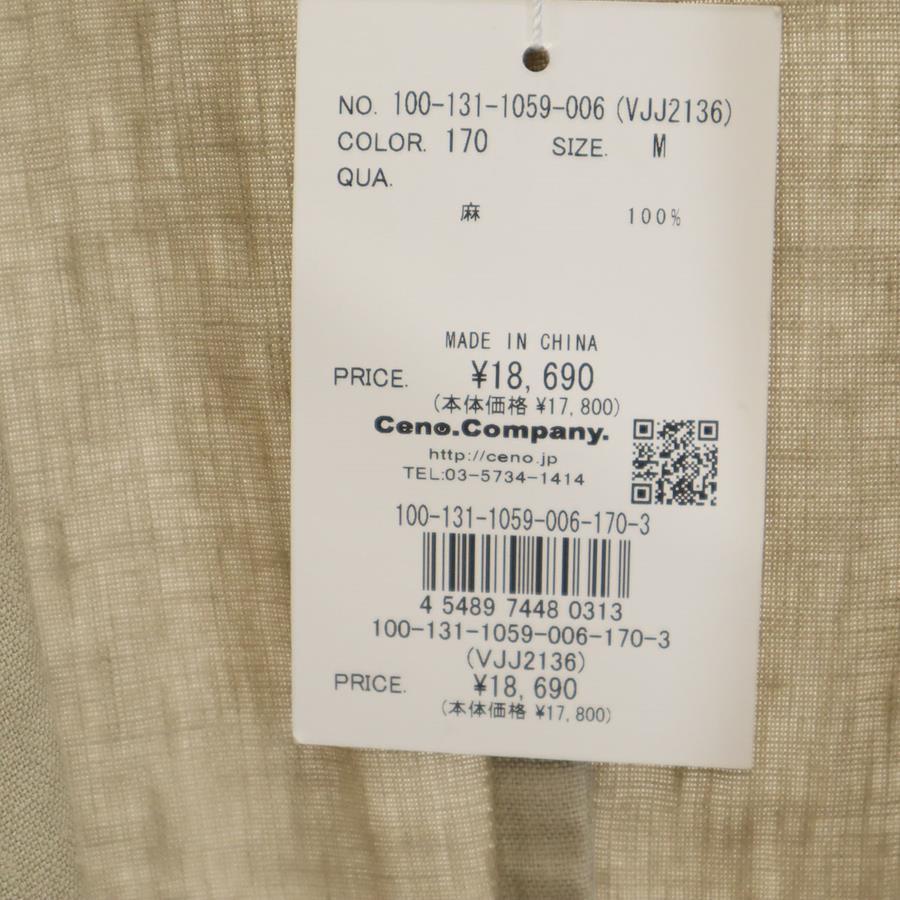 NO. 100-131-1059-006 (VJJ2136)
COLOR. 170 SIZE. M
QUA.
麻 100%
MADE IN CHINA
PRICE. ¥18,690
(本体価格 ¥17,800)
Ceno.Company.
http://ceno.jp
TEL:03-5734-1414
100-131-1059-006-170-3
4 54897448 0313
100-131-1059-006-170-3
(VJJ2136)
PRICE. ¥18,690
(本体価格 ¥17,800)